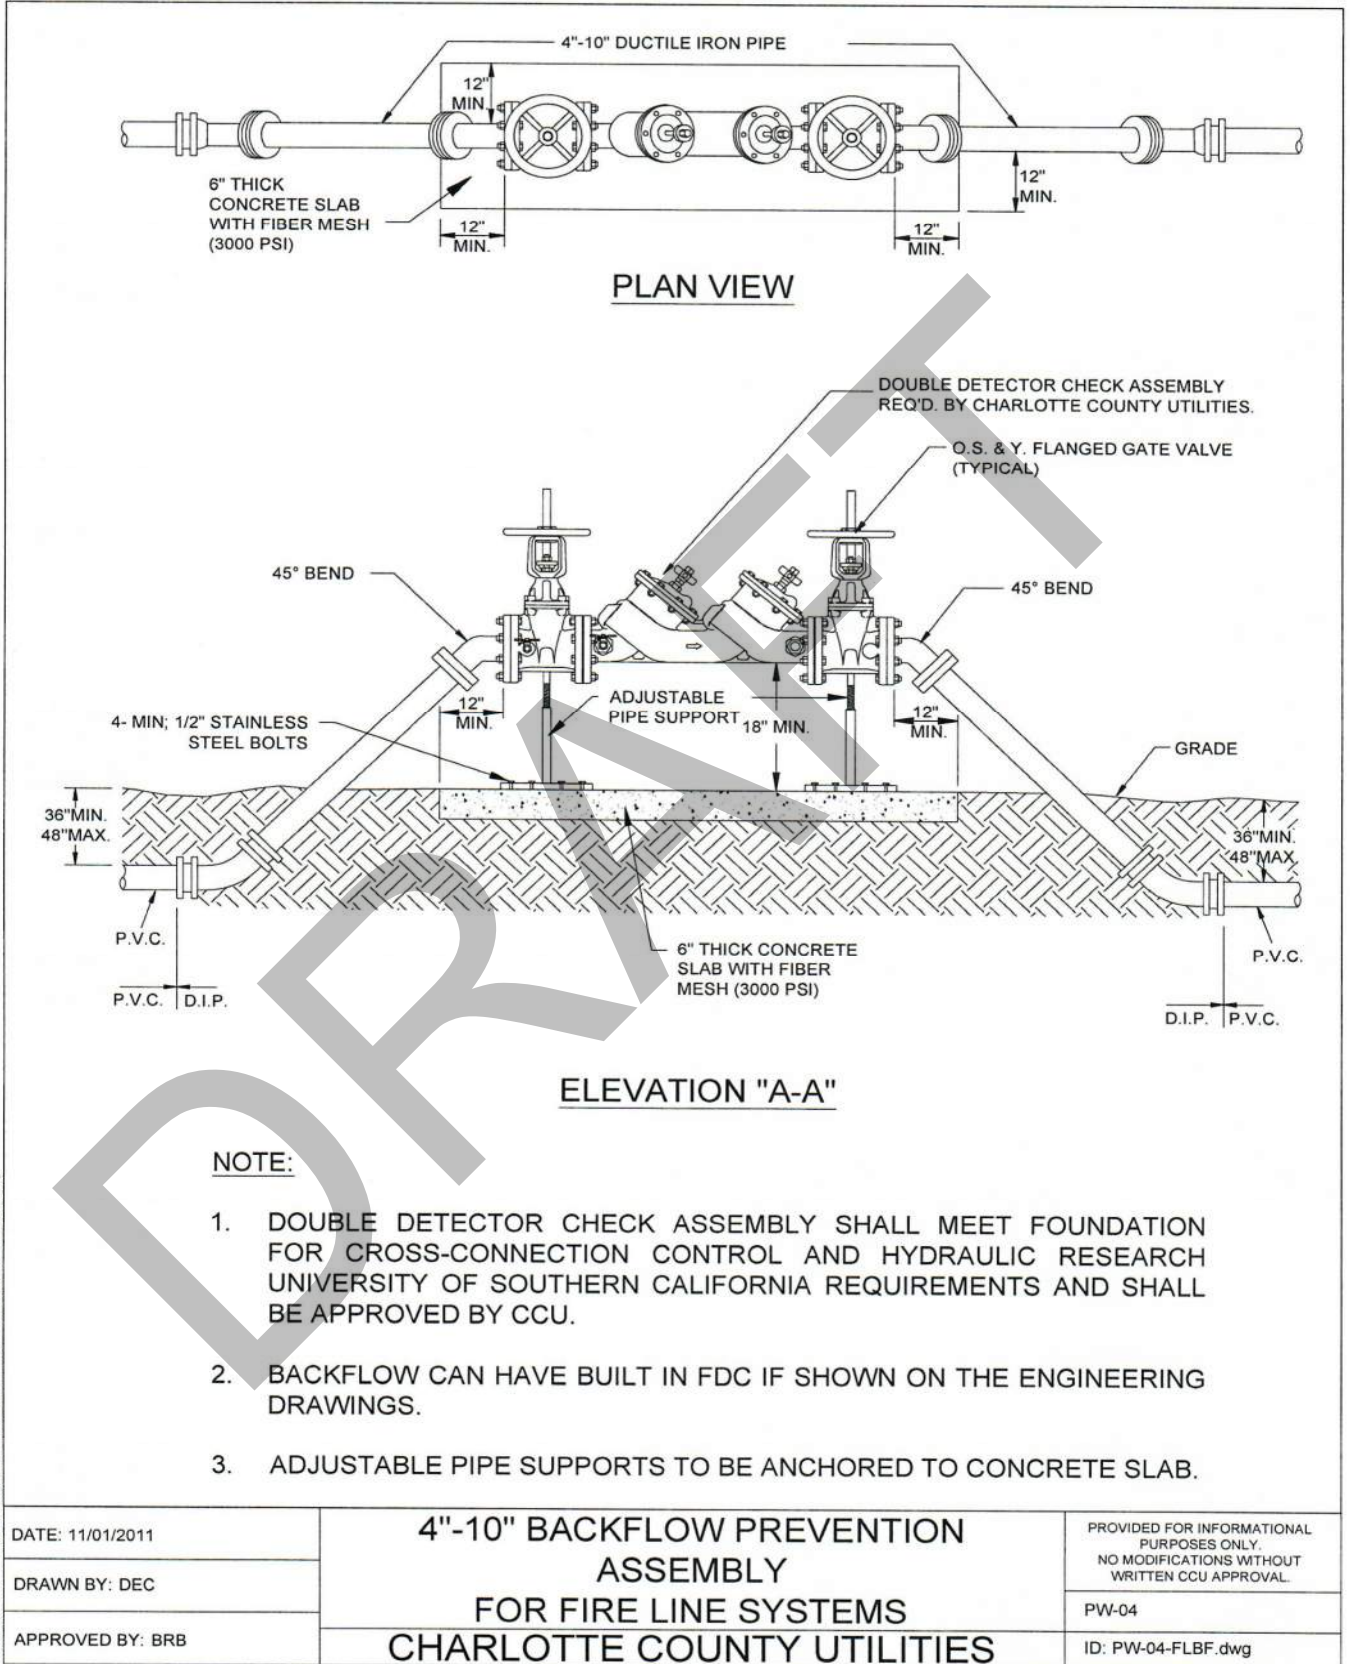 4"-10" DUCTILE IRON PIPE
12"
MIN.
6" THICK
CONCRETE SLAB
WITH FIBER MESH
(3000 PSI)
12"
MIN.
12"
MIN.
12"
MIN.
PLAN VIEW
DOUBLE DETECTOR CHECK ASSEMBLY
REQ'D. BY CHARLOTTE COUNTY UTILITIES.
O.S. & Y. FLANGED GATE VALVE
(TYPICAL)
45° BEND
45° BEND
12"
MIN.
ADJUSTABLE
PIPE SUPPORT
18" MIN.
12"
MIN.
4- MIN; 1/2" STAINLESS
STEEL BOLTS
GRADE
36"MIN.
48"MAX.
36"MIN.
48"MAX.
P.V.C.
P.V.C.
6" THICK CONCRETE
SLAB WITH FIBER
MESH (3000 PSI)
P.V.C. D.I.P.
D.I.P. P.V.C.
ELEVATION "A-A"
DRAFT
NOTE:
1. DOUBLE DETECTOR CHECK ASSEMBLY SHALL MEET FOUNDATION
FOR CROSS-CONNECTION CONTROL AND HYDRAULIC RESEARCH
UNIVERSITY OF SOUTHERN CALIFORNIA REQUIREMENTS AND SHALL
BE APPROVED BY CCU.
2. BACKFLOW CAN HAVE BUILT IN FDC IF SHOWN ON THE ENGINEERING
DRAWINGS.
3. ADJUSTABLE PIPE SUPPORTS TO BE ANCHORED TO CONCRETE SLAB.
DATE: 11/01/2011
DRAWN BY: DEC
APPROVED BY: BRB
4"-10" BACKFLOW PREVENTION
ASSEMBLY
FOR FIRE LINE SYSTEMS
CHARLOTTE COUNTY UTILITIES
PROVIDED FOR INFORMATIONAL
PURPOSES ONLY.
NO MODIFICATIONS WITHOUT
WRITTEN CCU APPROVAL.
PW-04
ID: PW-04-FLBF.dwg